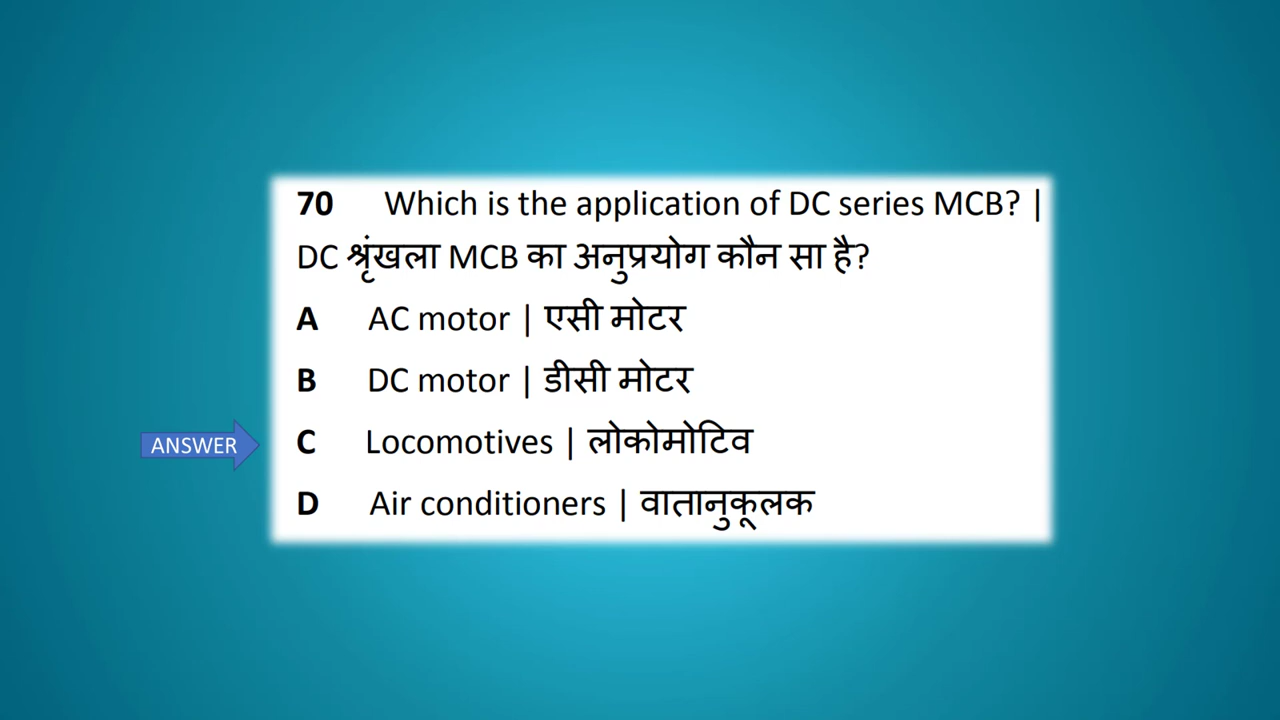 70 Which is the application of DC series MCB? |
DC श्रृंखला MCB का अनुप्रयोग कौन सा है?
A AC motor | एसी मोटर
B DC motor | डीसी मोटर
ANSWER C Locomotives | लोकोमोटिव
D Air conditioners | वातानुकूलक